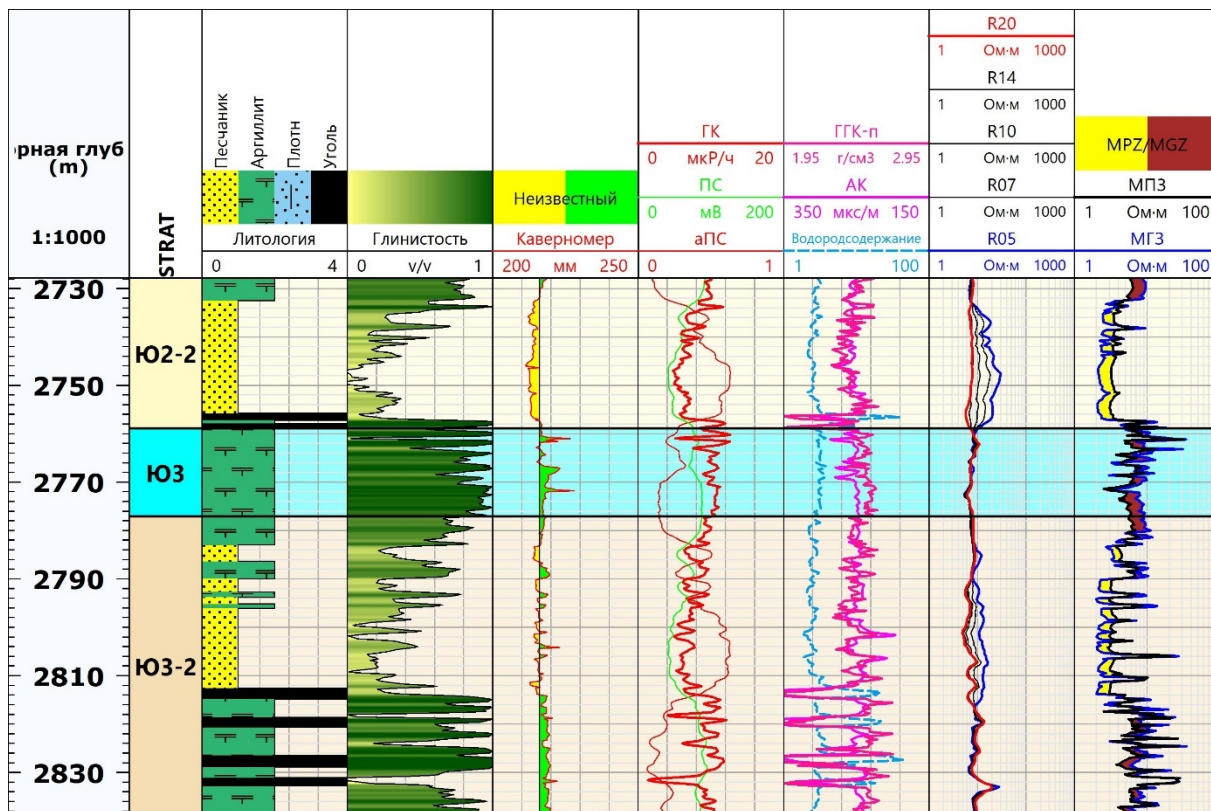 орная глуб
(m)
1:1000
STRAT
Песчаник
Аргиллит
Плотн
Уголь
Литология
0 4
Глинистость
0 v/v 1
Неизвестный
Каверномер
200 мм 250
ГК
0 мкР/ч 20
ПС
0 мВ 200
аПС
0 1
ГГК-п
1.95 г/см3 2.95
АК
350 мкс/м 150
Водородсодержание
1 100
R20
1 Ом·м 1000
R14
1 Ом·м 1000
R10
1 Ом·м 1000
R07
1 Ом·м 1000
R05
1 Ом·м 1000
MPZ/MGZ
МПЗ
1 Ом·м 100
МГЗ
1 Ом·м 100
2730
2750
2770
2790
2810
2830
Ю2-2
Ю3
Ю3-2